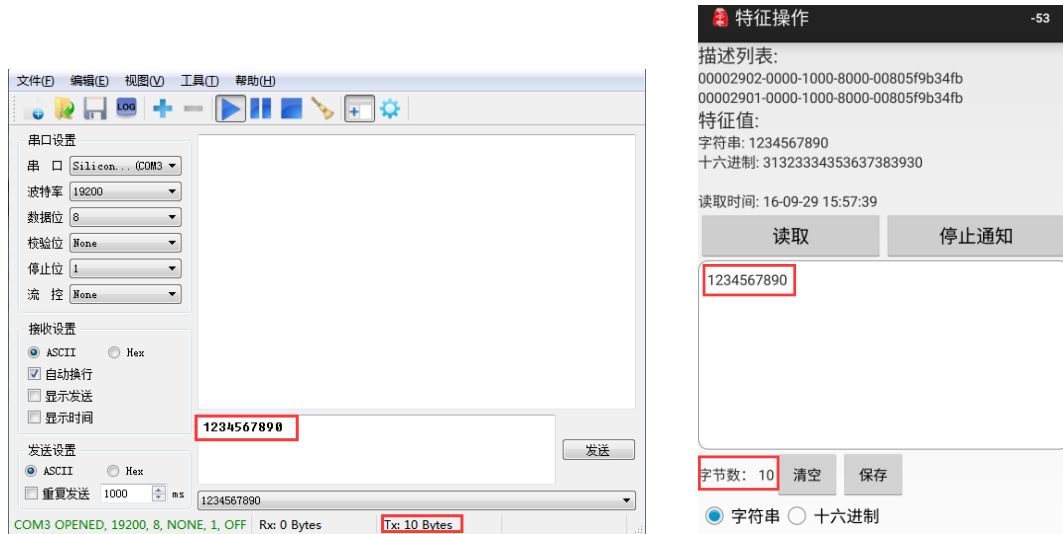 文件(F) 编辑(E) 视图(V) 工具(T) 帮助(H)
LOG
串口设置
串 口 Silicon... (COM3
波特率 19200
数据位 8
校验位 None
停止位 1
流 控 None
接收设置
ASCII Hex
自动换行
显示发送
显示时间
发送设置
ASCII Hex
重复发送 1000 ms
1234567890
发送
1234567890
COM3 OPENED, 19200, 8, NONE, 1, OFF Rx: 0 Bytes Tx: 10 Bytes
特征操作 -53
描述列表:
00002902-0000-1000-8000-00805f9b34fb
00002901-0000-1000-8000-00805f9b34fb
特征值:
字符串: 1234567890
十六进制: 31323334353637383930
读取时间: 16-09-29 15:57:39
读取 停止通知
1234567890
字节数: 10 清空 保存
字符串 十六进制